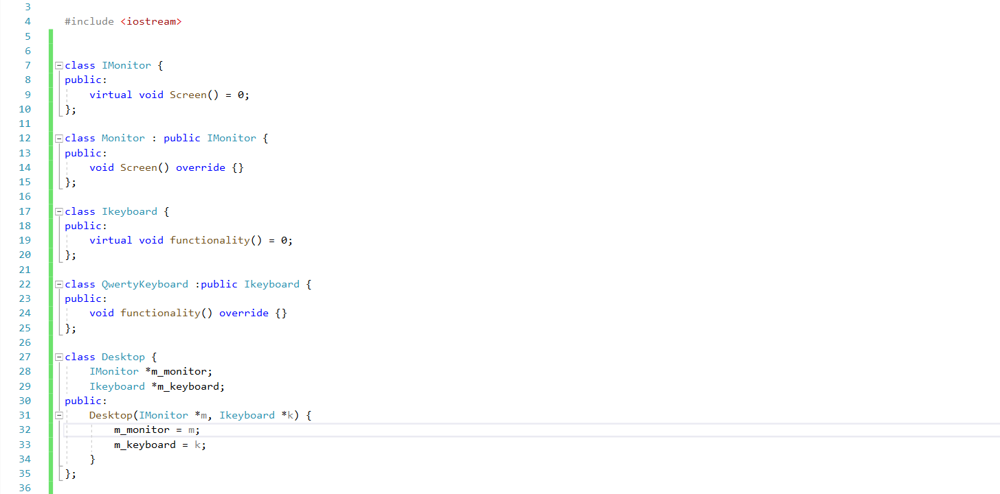 3
4 #include <iostream>
5
6
7 class IMonitor {
8 public:
9 virtual void Screen() = 0;
10 };
11
12 class Monitor : public IMonitor {
13 public:
14 void Screen() override {}
15 };
16
17 class Ikeyboard {
18 public:
19 virtual void functionality() = 0;
20 };
21
22 class QwertyKeyboard :public Ikeyboard {
23 public:
24 void functionality() override {}
25 };
26
27 class Desktop {
28 IMonitor *m_monitor;
29 Ikeyboard *m_keyboard;
30 public:
31 Desktop(IMonitor *m, Ikeyboard *k) {
32 m_monitor = m;
33 m_keyboard = k;
34 }
35 };
36